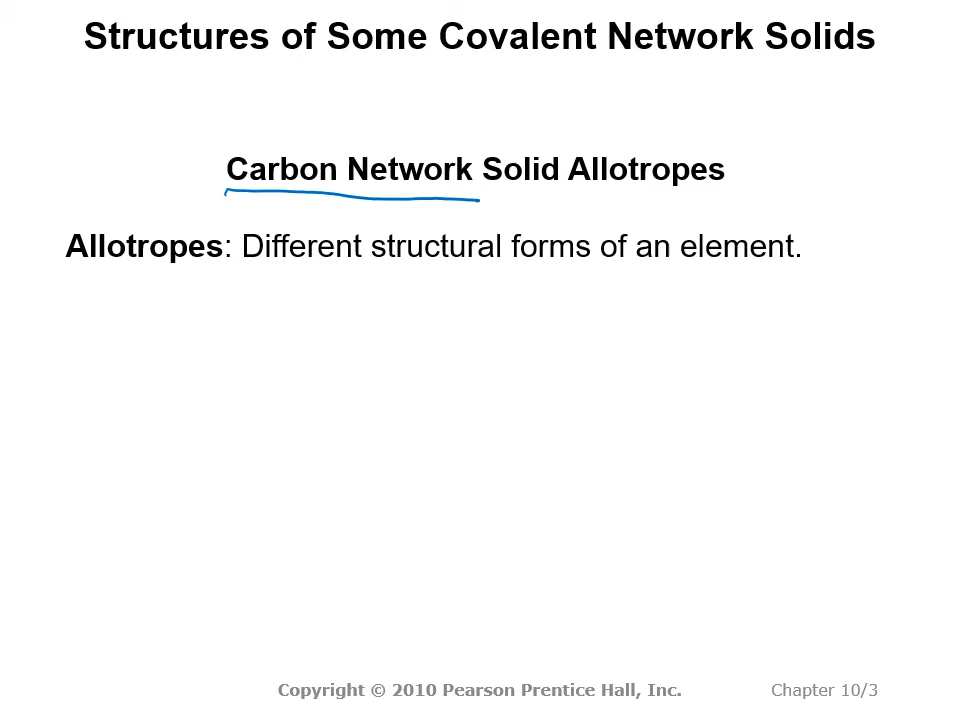 Structures of Some Covalent Network Solids
Carbon Network Solid Allotropes
Allotropes: Different structural forms of an element.
Copyright © 2010 Pearson Prentice Hall, Inc. Chapter 10/3